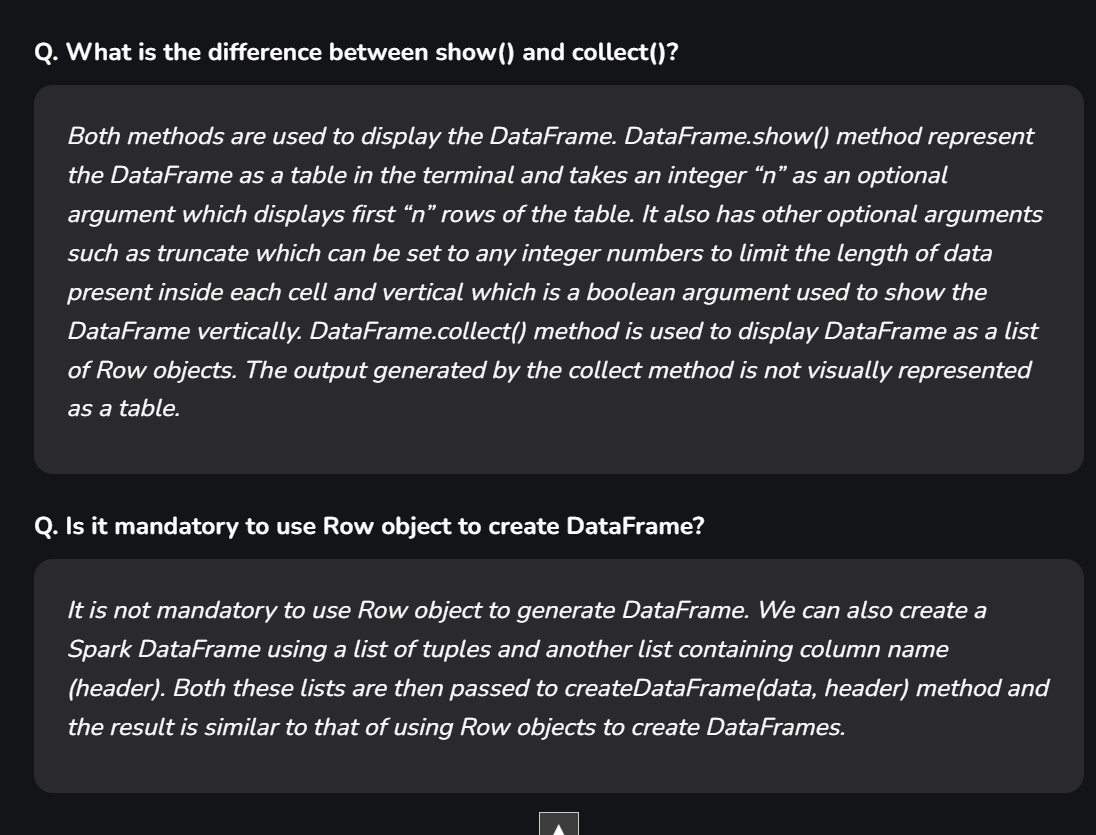 Q. What is the difference between show() and collect()?
Both methods are used to display the DataFrame. DataFrame.show() method represent
the DataFrame as a table in the terminal and takes an integer “n” as an optional
argument which displays first “n” rows of the table. It also has other optional arguments
such as truncate which can be set to any integer numbers to limit the length of data
present inside each cell and vertical which is a boolean argument used to show the
DataFrame vertically. DataFrame.collect() method is used to display DataFrame as a list
of Row objects. The output generated by the collect method is not visually represented
as a table.
Q. Is it mandatory to use Row object to create DataFrame?
It is not mandatory to use Row object to generate DataFrame. We can also create a
Spark DataFrame using a list of tuples and another list containing column name
(header). Both these lists are then passed to createDataFrame(data, header) method and
the result is similar to that of using Row objects to create DataFrames.